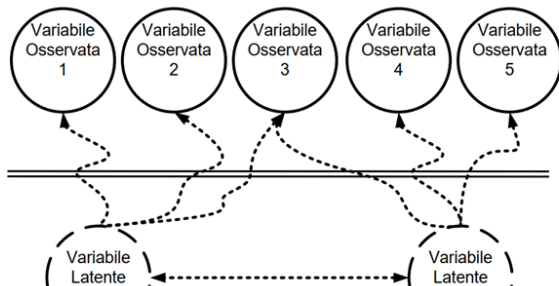 Variabile
Osservata
1
Variabile
Osservata
2
Variabile
Osservata
3
Variabile
Osservata
4
Variabile
Osservata
5
Variabile
Latente
Variabile
Latente